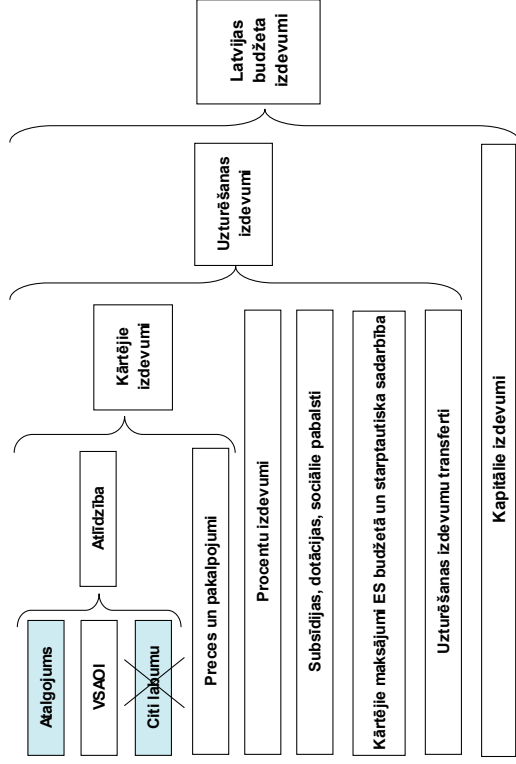 Latvijas
budžeta
izdevumi
Uzturēšanas
izdevumi
Kārtējie
izdevumi
Atlīdzība
Atalgojums
VSAOI
Citi labumu
Preces un pakalpojumi
Procentu izdevumi
Subsīdijas, dotācijas, sociālie pabalsti
Kārtējie maksājumi ES budžetā un starptautiska sadarbība
Uzturēšanas izdevumu transferti
Kapitālie izdevumi